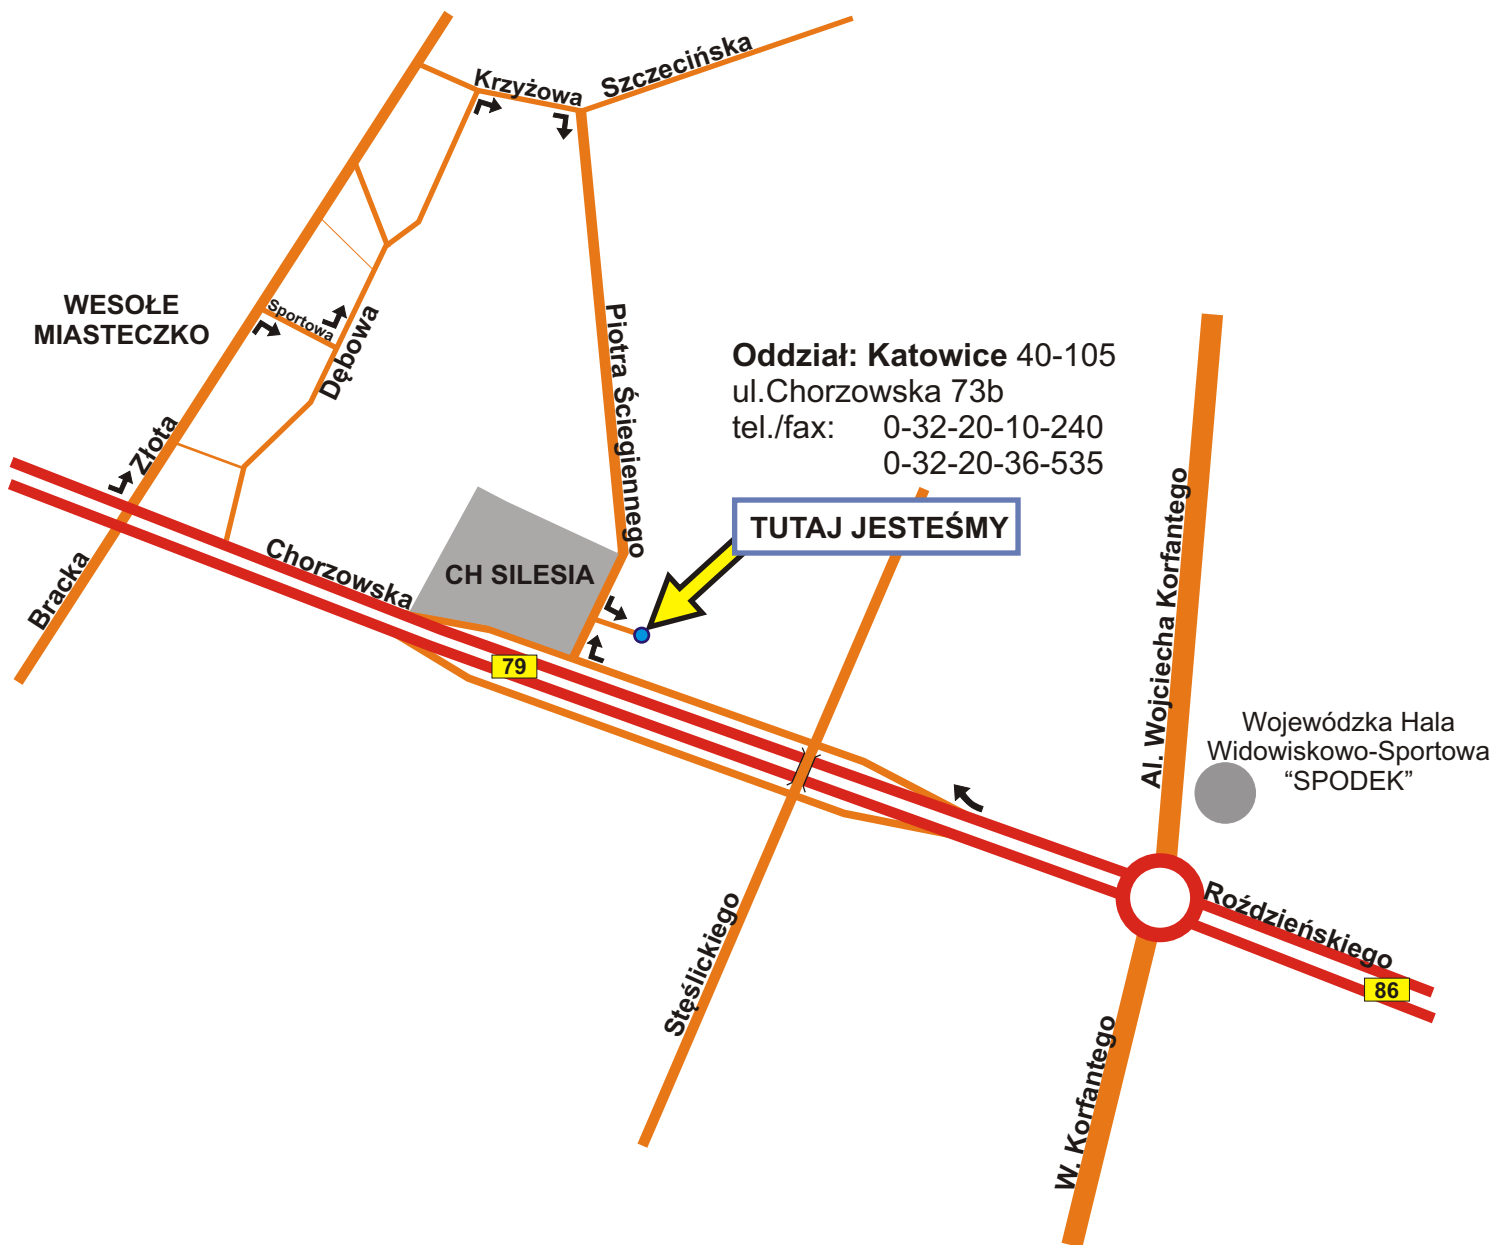 Krzyżowa
Szczecińska
WESOŁE
MIASTECZKO
Sportowa
Dębowa
Piotra Ściegiennego
Oddział: Katowice 40-105
ul.Chorzowska 73b
tel./fax: 0-32-20-10-240
0-32-20-36-535
Złota
TUTAJ JESTEŚMY
Bracka
Chorzowska
CH SILESIA
79
Al. Wojciecha Korfantego
Wojewódzka Hala
Widowiskowo-Sportowa
“SPODEK”
Stęślickiego
Roździeńskiego
86
W. Korfantego